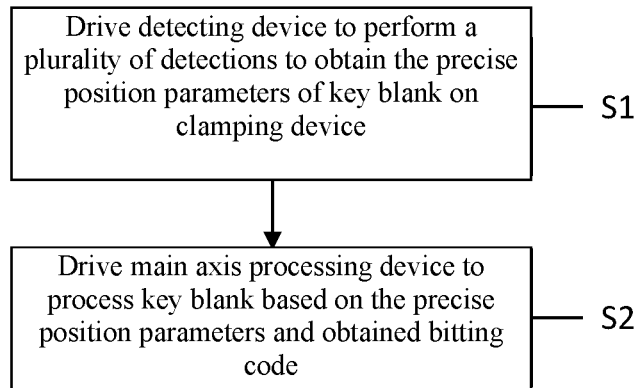 Drive detecting device to perform a
plurality of detections to obtain the precise
position parameters of key blank on
clamping device
S1
Drive main axis processing device to
process key blank based on the precise
position parameters and obtained bitting
code
S2